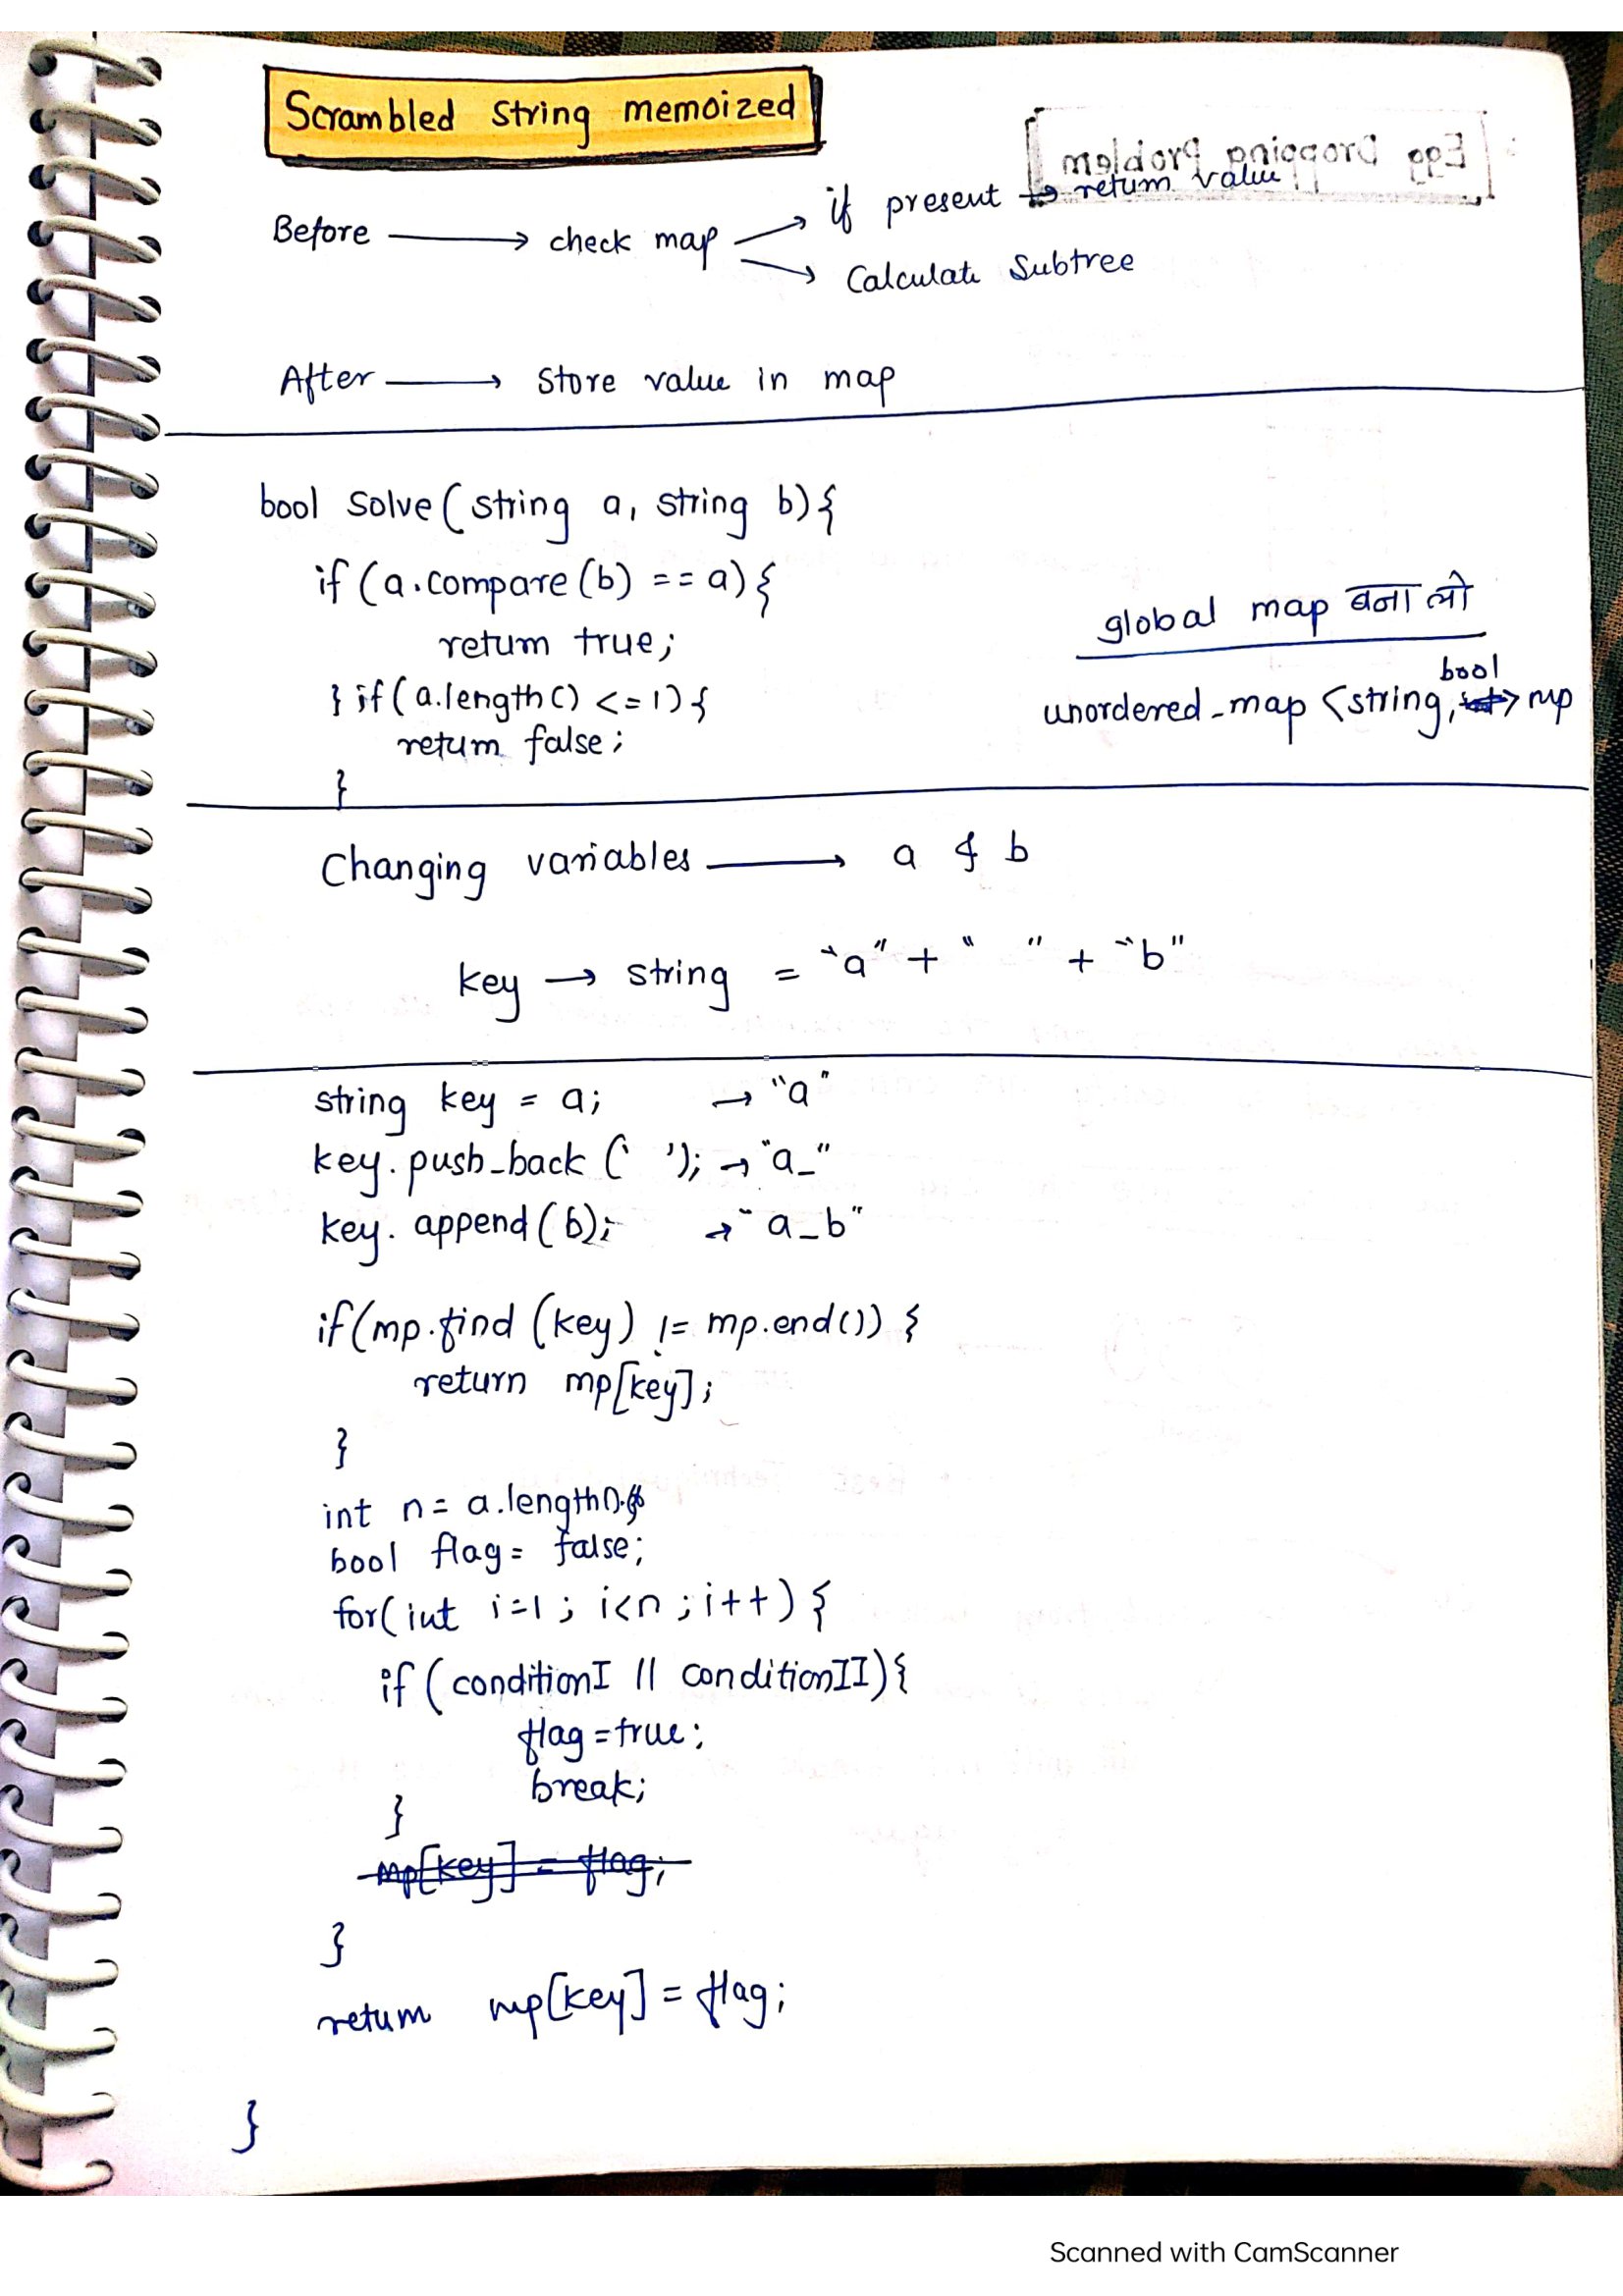 Scrambled string memoized
Egg Dropping Problem
Before → check map → if present → return value
→ Calculate Subtree
After → Store value in map
bool Solve(string a, string b){
if (a.compare(b) == a){
return true;
} if(a.length() <=1){
return false;
}
global map बना लो
bool
unordered_map <string, int> mp
Changing variables → a & b
key → string = "a" + " " + "b"
string key = a; → "a"
key.push_back(' '); → "a_"
key.append(b); → "a_b"
if(mp.find(key) != mp.end()) {
return mp[key];
}
int n = a.length();
bool flag = false;
for(int i=1; i<n; i++){
if (conditionI || conditionII){
flag = true;
break;
}
mp[key] = flag;
}
return mp[key] = flag;
}
Scanned with CamScanner